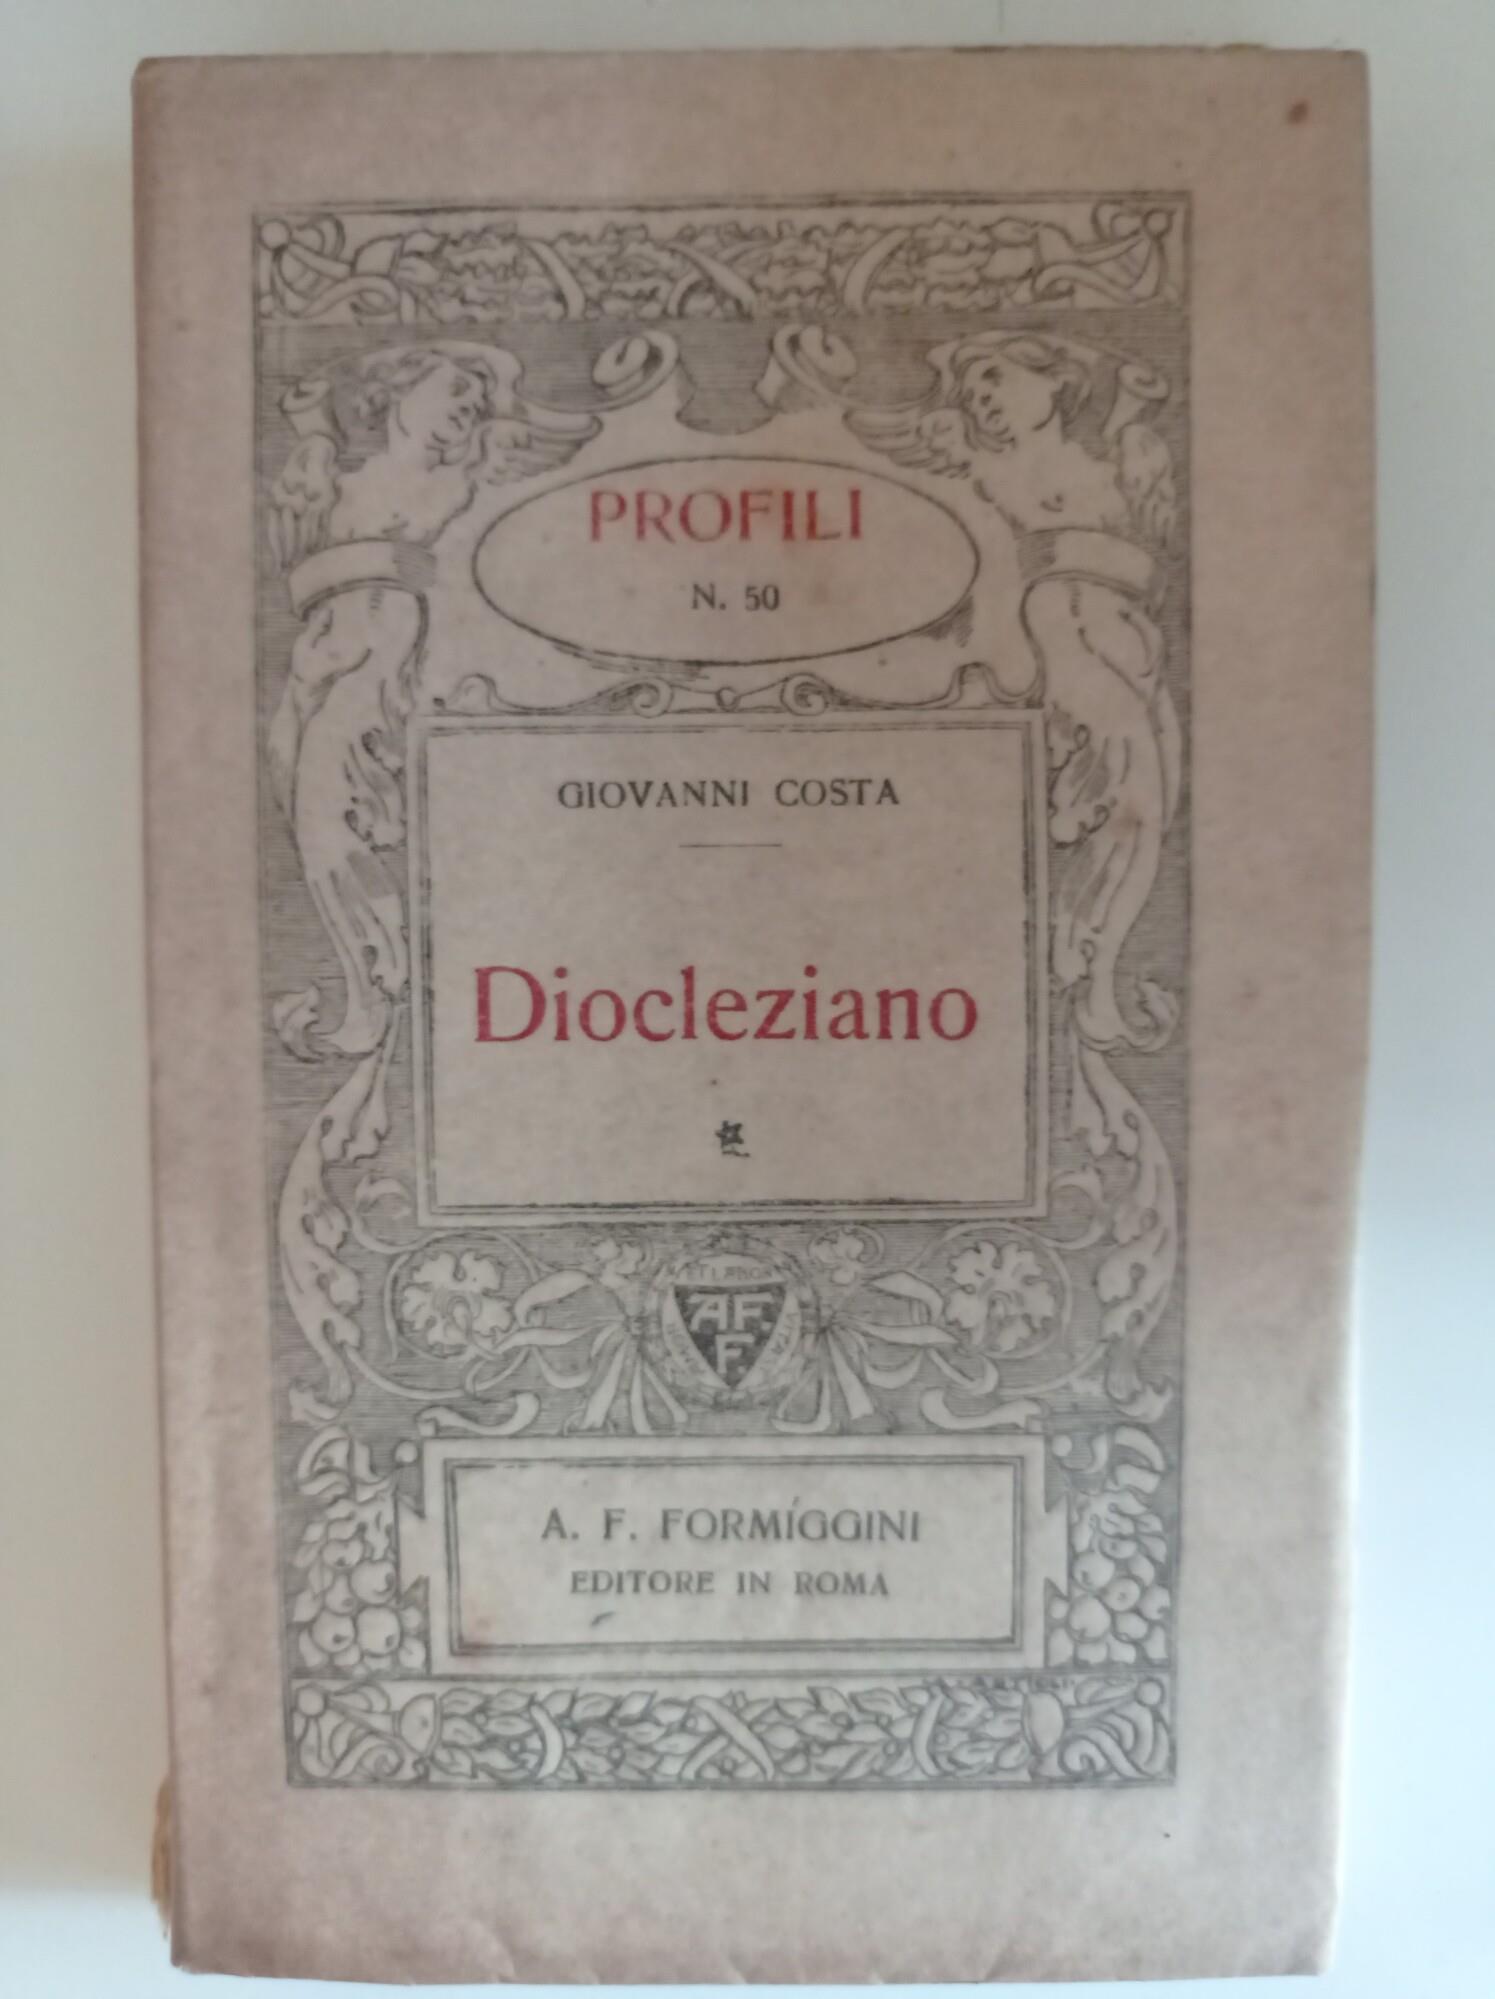 PROFILI
N. 50
GIOVANNI COSTA
Diocleziano
A. F.
F.
A. F. FORMÍGGINI
EDITORE IN ROMA